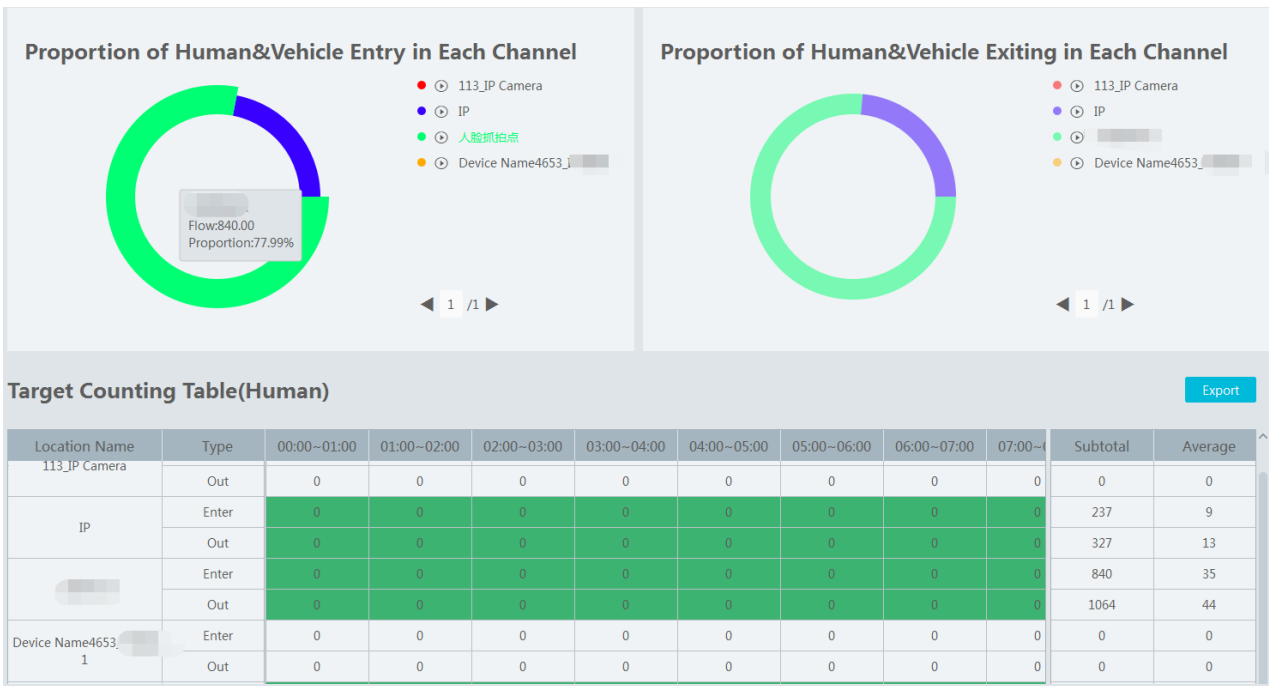 Proportion of Human&Vehicle Entry in Each Channel
113_IP Camera
IP
人脸抓拍点
Device Name4653_
Flow:840.00
Proportion:77.99%
1 /1
Proportion of Human&Vehicle Exiting in Each Channel
113_IP Camera
IP
Device Name4653_
1 /1
Target Counting Table(Human)
Export
Location Name Type 00:00~01:00 01:00~02:00 02:00~03:00 03:00~04:00 04:00~05:00 05:00~06:00 06:00~07:00 07:00~ Subtotal Average
113_IP Camera
Out 0 0 0 0 0 0 0 0 0 0
IP
Enter 0 0 0 0 0 0 0 0 237 9
Out 0 0 0 0 0 0 0 0 327 13
Enter 0 0 0 0 0 0 0 0 840 35
Out 0 0 0 0 0 0 0 0 1064 44
Device Name4653_
1
Enter 0 0 0 0 0 0 0 0 0 0
Out 0 0 0 0 0 0 0 0 0 0